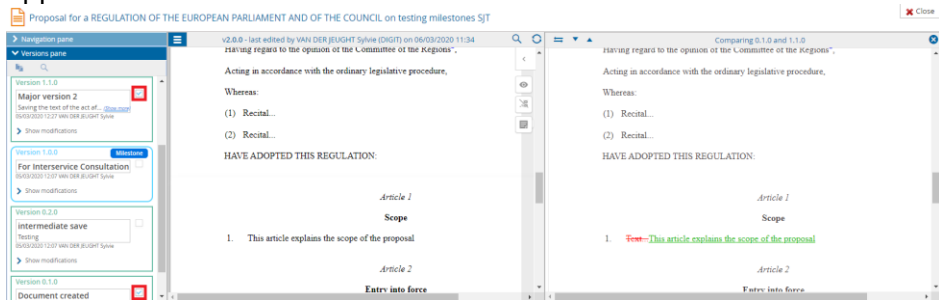 Proposal for a REGULATION OF THE EUROPEAN PARLIAMENT AND OF THE COUNCIL on testing milestones SJT
Close
Navigation pane
Versions pane
Version 1.1.0
Major version 2
Saving the text of the act af... (Show more)
05/03/2020 12:27 VAN DER JEUGHT Sylvie
Show modifications
Version 1.0.0
Milestone
For Interservice Consultation
05/03/2020 12:07 VAN DER JEUGHT Sylvie
Show modifications
Version 0.2.0
intermediate save
Testing
05/03/2020 12:07 VAN DER JEUGHT Sylvie
Show modifications
Version 0.1.0
Document created
v2.0.0 - last edited by VAN DER JEUGHT Sylvie (DIGIT) on 06/03/2020 11:34
Having regard to the opinion of the Committee of the Regions",
Acting in accordance with the ordinary legislative procedure,
Whereas:
(1) Recital...
(2) Recital...
HAVE ADOPTED THIS REGULATION:
Article 1
Scope
1. This article explains the scope of the proposal
Article 2
Entry into force
Comparing 0.1.0 and 1.1.0
Having regard to the opinion of the Committee of the Regions",
Acting in accordance with the ordinary legislative procedure,
Whereas:
(1) Recital...
(2) Recital...
HAVE ADOPTED THIS REGULATION:
Article 1
Scope
1. Text...This article explains the scope of the proposal
Article 2
Entry into force